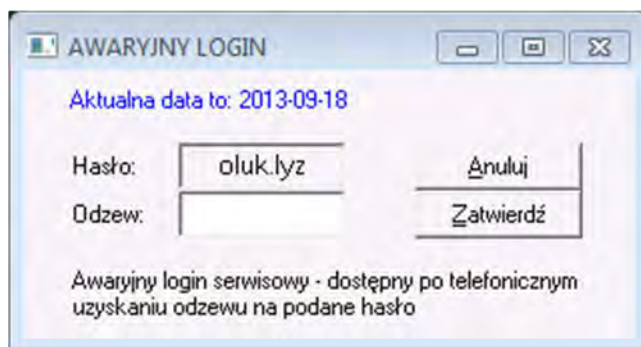 AWARYJNY LOGIN
Aktualna data to: 2013-09-18
Hasło: oluk.lyz Anuluj
Odzew: Zatwierdź
Awaryjny login serwisowy - dostępny po telefonicznym
uzyskaniu odzewu na podane hasło